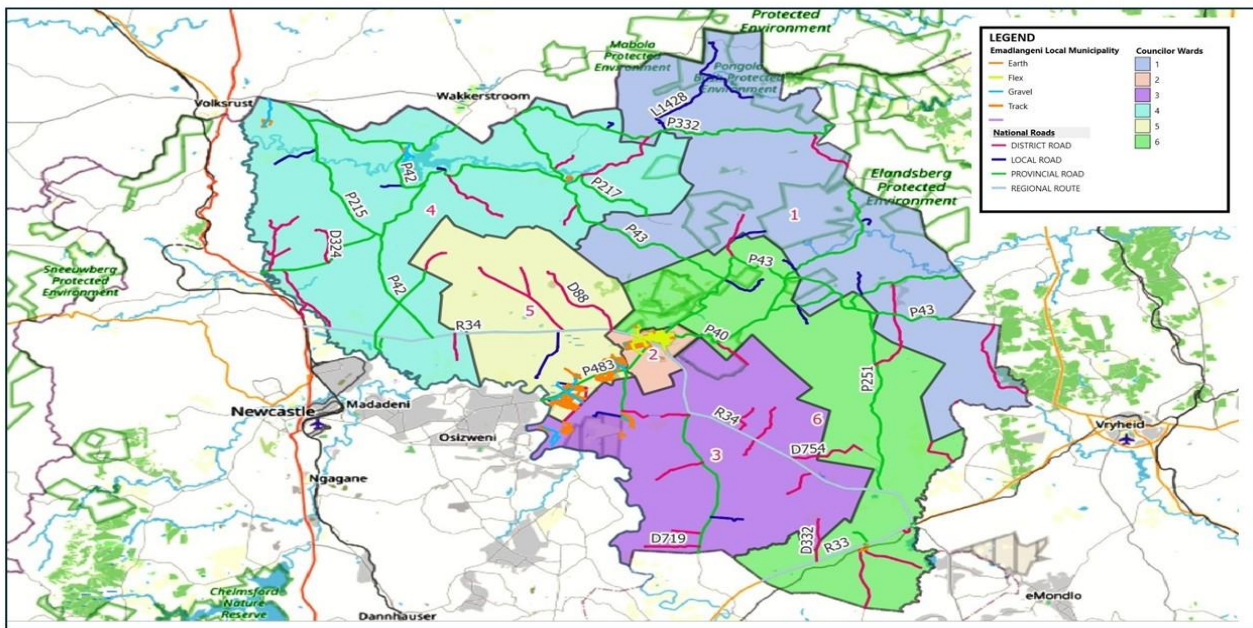 Protected
Environment
Mabola
Protected
Environment
Pongola
Bush Protected
Environment
Volksrust
Wakkerstroom
L1428
P332
Elandsberg
Protected
Environment
P42
P217
P215
4
1
D324
P43
P43
Sneeuwberg
Protected
Environment
P42
D88
5
P43
R34
P40
2
P483
P251
Newcastle
Madadeni
Osizweni
R34
6
D754
Vryheid
3
Ngagane
D719
D332
R33
Chelmsford
Nature
Reserve
Dannhauser
eMondlo
LEGEND
Emadlangeni Local Municipality
Earth
Flex
Gravel
Track
National Roads
DISTRICT ROAD
LOCAL ROAD
PROVINCIAL ROAD
REGIONAL ROUTE
Councilor Wards
1
2
3
4
5
6